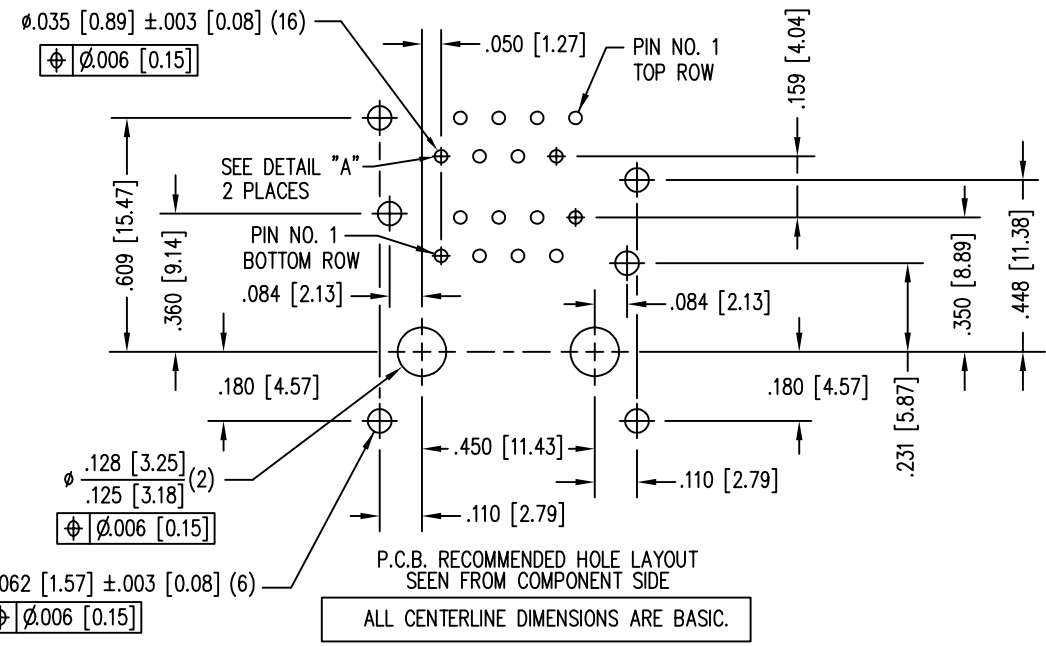 ø.035 [0.89] ±.003 [0.08] (16)
⌖ Ø.006 [0.15]
.050 [1.27]
PIN NO. 1
TOP ROW
.159 [4.04]
SEE DETAIL "A"
2 PLACES
PIN NO. 1
BOTTOM ROW
.609 [15.47]
.360 [9.14]
.084 [2.13]
.084 [2.13]
.350 [8.89]
.448 [11.38]
.180 [4.57]
.180 [4.57]
.231 [5.87]
.450 [11.43]
ø .128 [3.25]
.125 [3.18] (2)
⌖ Ø.006 [0.15]
.110 [2.79]
.110 [2.79]
062 [1.57] ±.003 [0.08] (6)
⌖ Ø.006 [0.15]
P.C.B. RECOMMENDED HOLE LAYOUT
SEEN FROM COMPONENT SIDE
ALL CENTERLINE DIMENSIONS ARE BASIC.